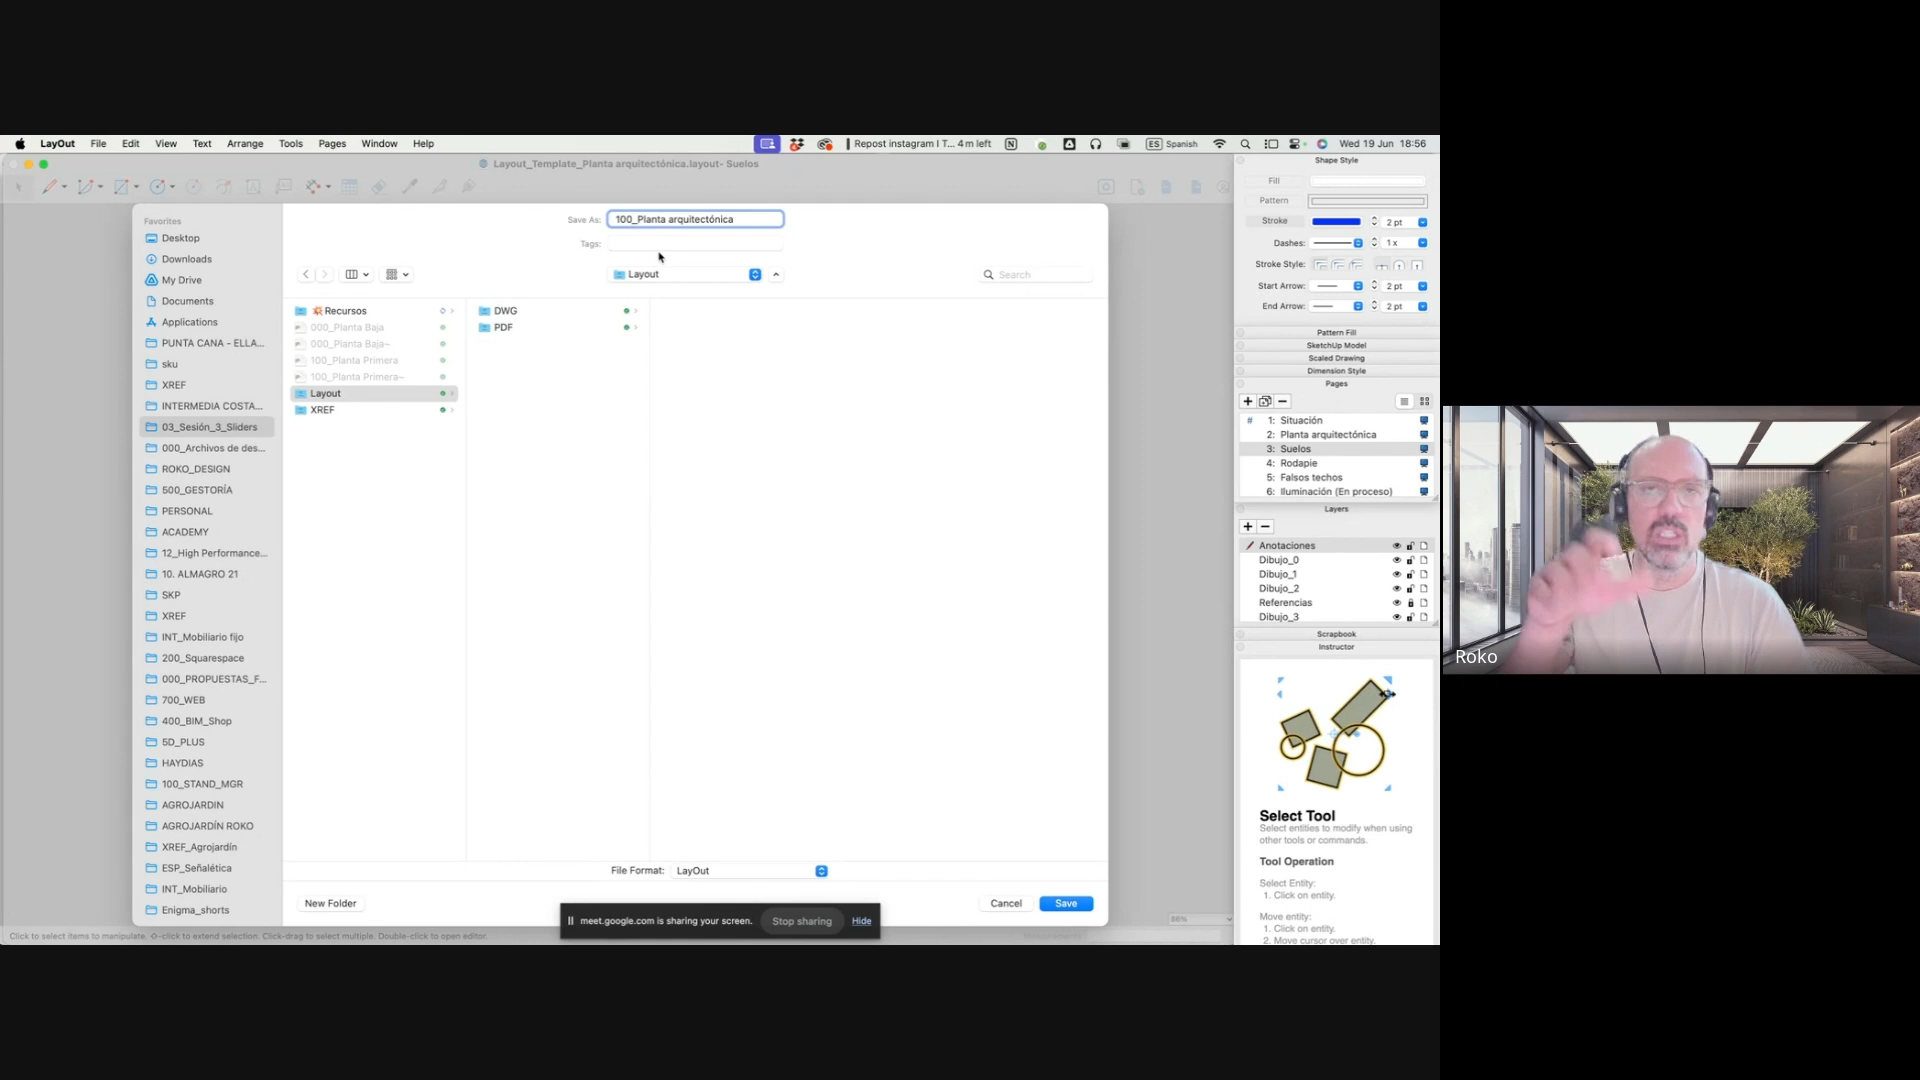 LayOut File Edit View Text Arrange Tools Pages Window Help
Repost instagram I T... 4m left
ES Spanish
Wed 19 Jun 18:56
Layout_Template_Planta arquitectónica.layout- Suelos
Favorites
Desktop
Downloads
My Drive
Documents
Applications
PUNTA CANA - ELLA...
sku
XREF
INTERMEDIA COSTA...
03_Sesión_3_Sliders
000_Archivos de des...
ROKO_DESIGN
500_GESTORÍA
PERSONAL
ACADEMY
12_High Performance...
10. ALMAGRO 21
SKP
XREF
INT_Mobiliario fijo
200_Squarespace
000_PROPUESTAS_F...
700_WEB
400_BIM_Shop
5D_PLUS
HAYDIAS
100_STAND_MGR
AGROJARDIN
AGROJARDÍN ROKO
XREF_Agrojardín
ESP_Señalética
INT_Mobiliario
Enigma_shorts
Save As: 100_Planta arquitectónica
Tags:
Layout
Search
Recursos
000_Planta Baja
000_Planta Baja~
100_Planta Primera
100_Planta Primera~
Layout
XREF
DWG
PDF
File Format: LayOut
New Folder
Cancel
Save
meet.google.com is sharing your screen.
Stop sharing
Hide
Click to select items to manipulate. ⇧-click to extend selection. Click-drag to select multiple. Double-click to open editor.
86%
Shape Style
Fill
Pattern
Stroke 2 pt
Dashes: 1 x
Stroke Style:
Start Arrow: 2 pt
End Arrow: 2 pt
Pattern Fill
SketchUp Model
Scaled Drawing
Dimension Style
Pages
# 1: Situación
2: Planta arquitectónica
3: Suelos
4: Rodapie
5: Falsos techos
6: Iluminación (En proceso)
Layers
Anotaciones
Dibujo_0
Dibujo_1
Dibujo_2
Referencias
Dibujo_3
Scrapbook
Instructor
Select Tool
Select entities to modify when using
other tools or commands.
Tool Operation
Select Entity:
1. Click on entity.
Move entity:
1. Click on entity.
2. Move cursor over entity.
Roko